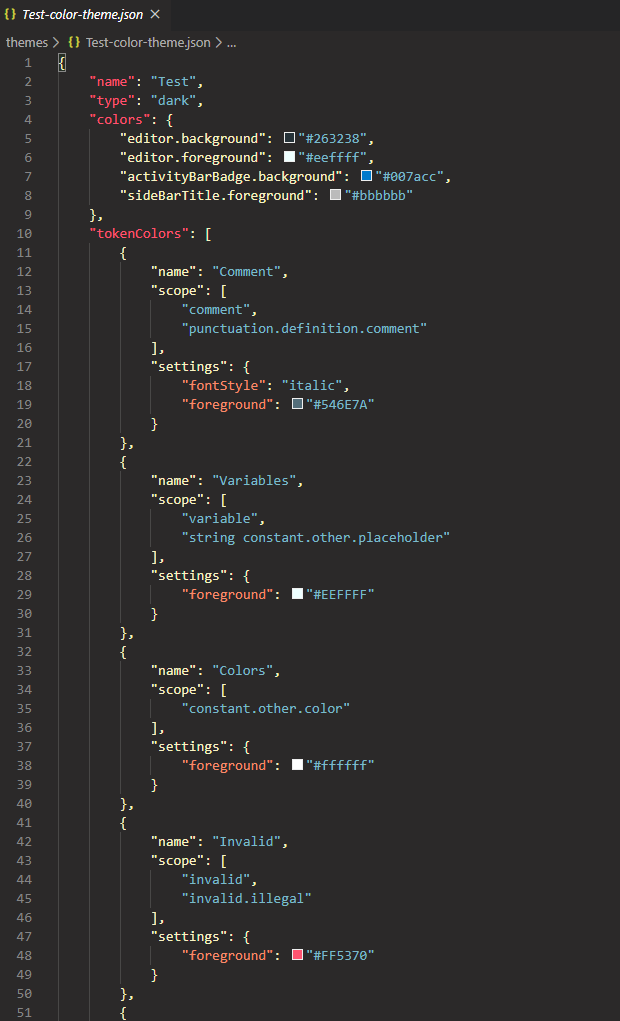 {} Test-color-theme.json ×
themes > {} Test-color-theme.json > ...
1 {
2 "name": "Test",
3 "type": "dark",
4 "colors": {
5 "editor.background": "#263238",
6 "editor.foreground": "#eeffff",
7 "activityBarBadge.background": "#007acc",
8 "sideBarTitle.foreground": "#bbbbbb"
9 },
10 "tokenColors": [
11 {
12 "name": "Comment",
13 "scope": [
14 "comment",
15 "punctuation.definition.comment"
16 ],
17 "settings": {
18 "fontStyle": "italic",
19 "foreground": "#546E7A"
20 }
21 },
22 {
23 "name": "Variables",
24 "scope": [
25 "variable",
26 "string constant.other.placeholder"
27 ],
28 "settings": {
29 "foreground": "#EEFFFF"
30 }
31 },
32 {
33 "name": "Colors",
34 "scope": [
35 "constant.other.color"
36 ],
37 "settings": {
38 "foreground": "#ffffff"
39 }
40 },
41 {
42 "name": "Invalid",
43 "scope": [
44 "invalid",
45 "invalid.illegal"
46 ],
47 "settings": {
48 "foreground": "#FF5370"
49 }
50 },
51 {